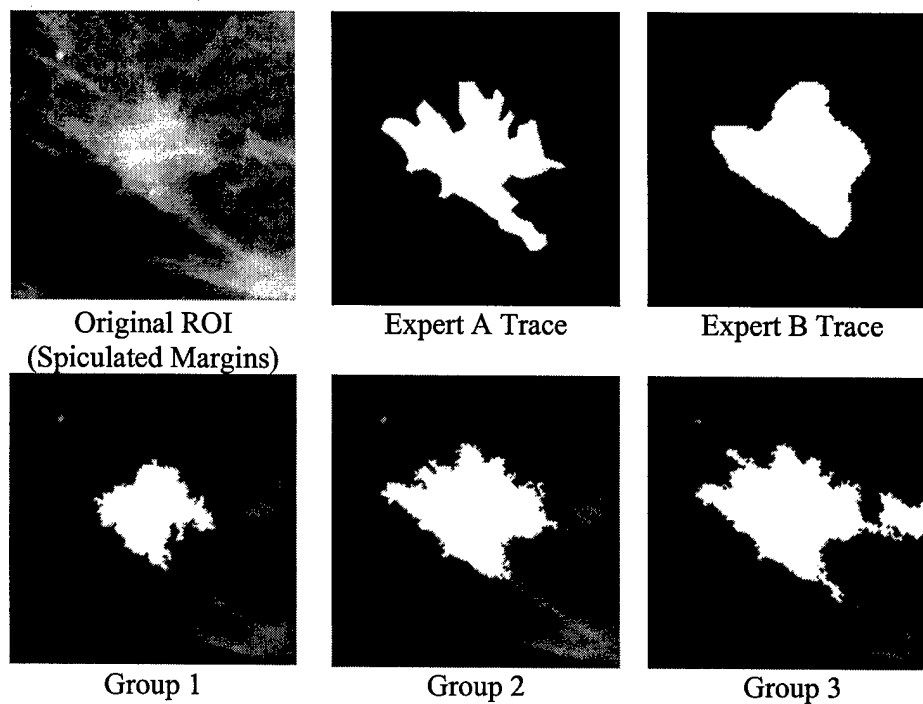 Original ROI
(Spiculated Margins)
Expert A Trace
Expert B Trace
Group 1
Group 2
Group 3